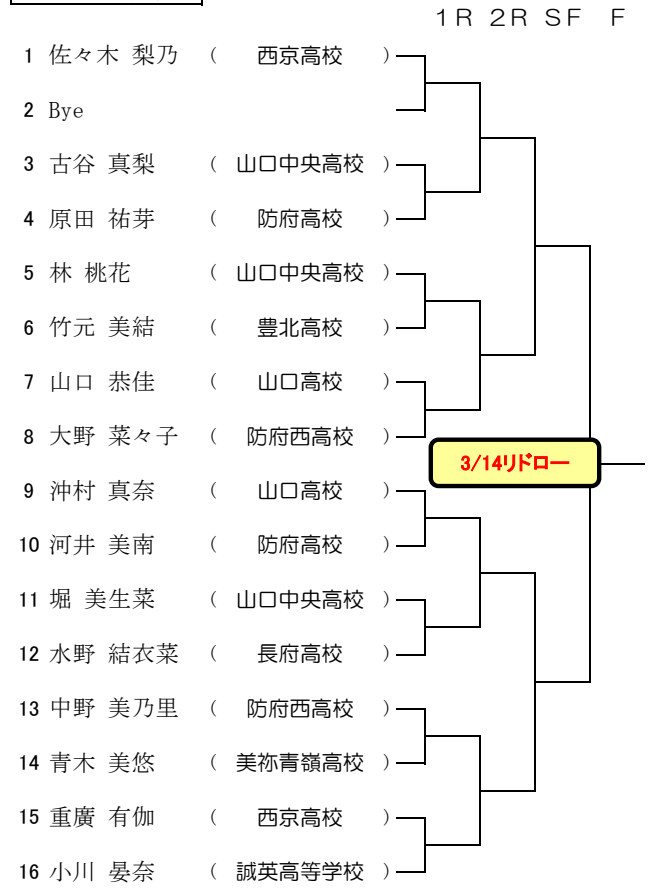 １Ｒ ２Ｒ ＳＦ Ｆ
1 佐々木 梨乃 （ 西京高校 ）
2 Bye
3 古谷 真梨 （ 山口中央高校 ）
4 原田 祐芽 （ 防府高校 ）
5 林 桃花 （ 山口中央高校 ）
6 竹元 美結 （ 豊北高校 ）
7 山口 恭佳 （ 山口高校 ）
8 大野 菜々子 （ 防府西高校 ）
3/14リドロー
9 沖村 真奈 （ 山口高校 ）
10 河井 美南 （ 防府高校 ）
11 堀 美生菜 （ 山口中央高校 ）
12 水野 結衣菜 （ 長府高校 ）
13 中野 美乃里 （ 防府西高校 ）
14 青木 美悠 （ 美祢青嶺高校 ）
15 重廣 有伽 （ 西京高校 ）
16 小川 晏奈 （ 誠英高等学校 ）